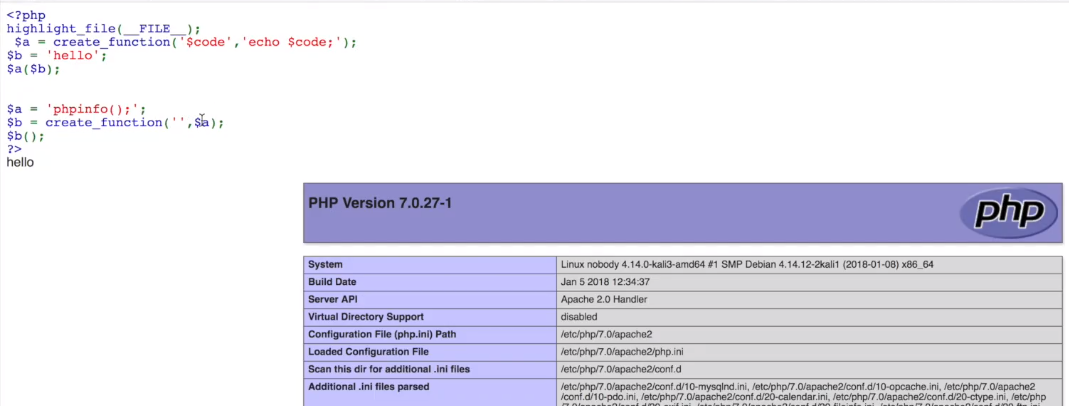 <?php
highlight_file(__FILE__);
$a = create_function('$code','echo $code;');
$b = 'hello';
$a($b);
$a = 'phpinfo();';
$b = create_function('',$a);
$b();
?>
hello
PHP Version 7.0.27-1
php
System Linux nobody 4.14.0-kali3-amd64 #1 SMP Debian 4.14.12-2kali1 (2018-01-08) x86_64
Build Date Jan 5 2018 12:34:37
Server API Apache 2.0 Handler
Virtual Directory Support disabled
Configuration File (php.ini) Path /etc/php/7.0/apache2
Loaded Configuration File /etc/php/7.0/apache2/php.ini
Scan this dir for additional .ini files /etc/php/7.0/apache2/conf.d
Additional .ini files parsed /etc/php/7.0/apache2/conf.d/10-mysqlnd.ini, /etc/php/7.0/apache2/conf.d/10-opcache.ini, /etc/php/7.0/apache2
/conf.d/10-pdo.ini, /etc/php/7.0/apache2/conf.d/20-calendar.ini, /etc/php/7.0/apache2/conf.d/20-ctype.ini, /etc/php